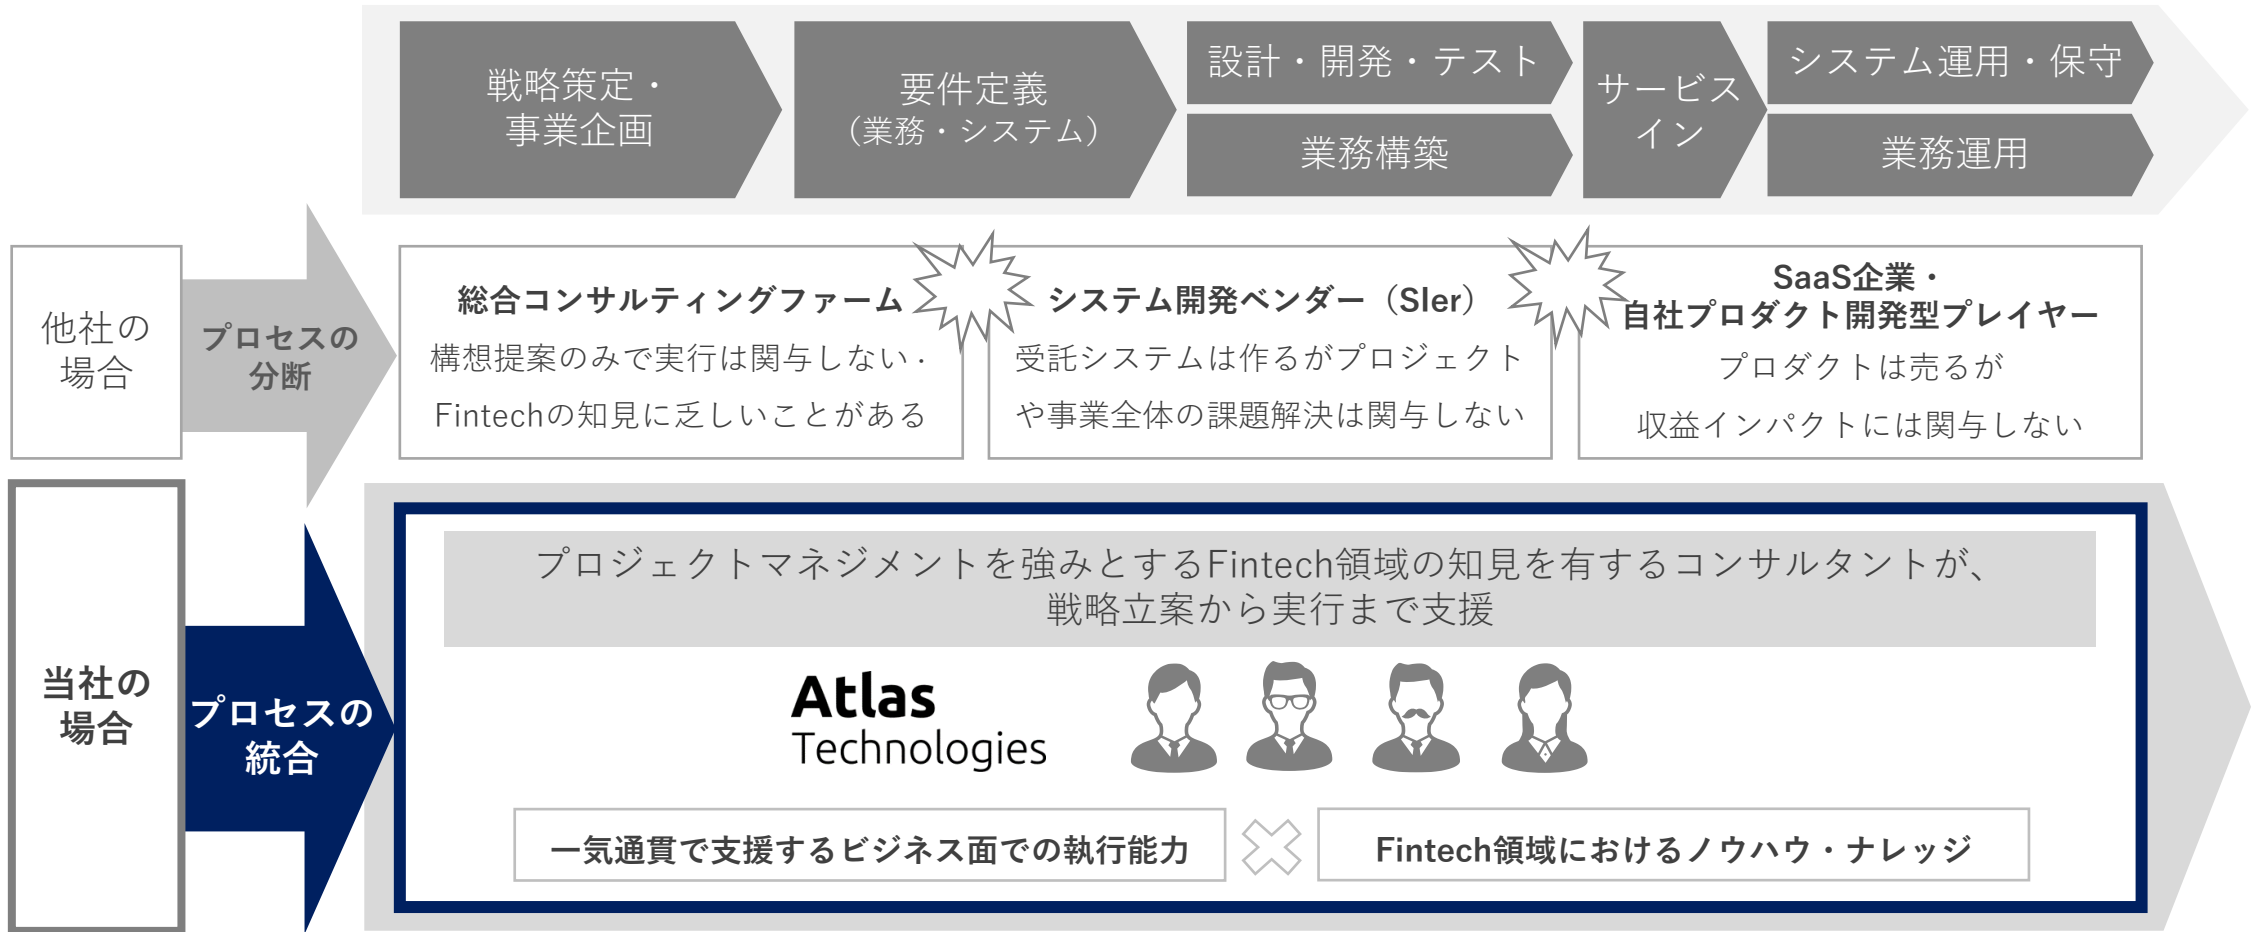 戦略策定・
事業企画
要件定義
（業務・システム）
設計・開発・テスト
業務構築
サービス
イン
システム運用・保守
業務運用
他社の
場合
プロセスの
分断
総合コンサルティングファーム
構想提案のみで実行は関与しない・
Fintechの知見に乏しいことがある
システム開発ベンダー（SIer）
受託システムは作るがプロジェクト
や事業全体の課題解決は関与しない
SaaS企業・
自社プロダクト開発型プレイヤー
プロダクトは売るが
収益インパクトには関与しない
当社の
場合
プロセスの
統合
プロジェクトマネジメントを強みとするFintech領域の知見を有するコンサルタントが、
戦略立案から実行まで支援
Atlas
Technologies
一気通貫で支援するビジネス面での執行能力
Fintech領域におけるノウハウ・ナレッジ